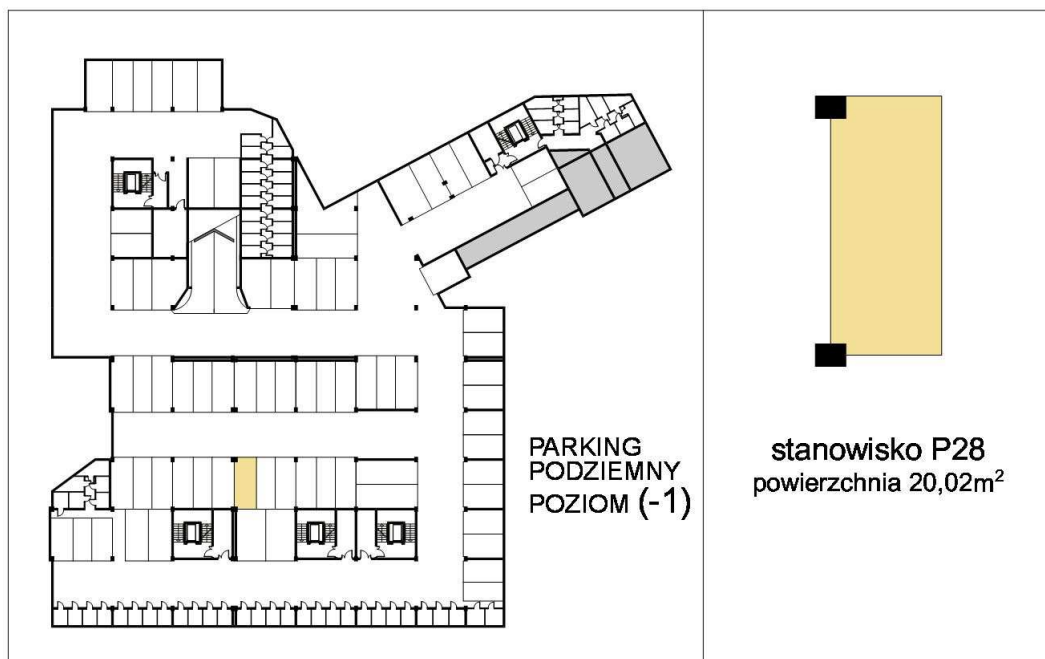 PARKING
PODZIEMNY
POZIOM (-1)
stanowisko P28
powierzchnia 20,02m²